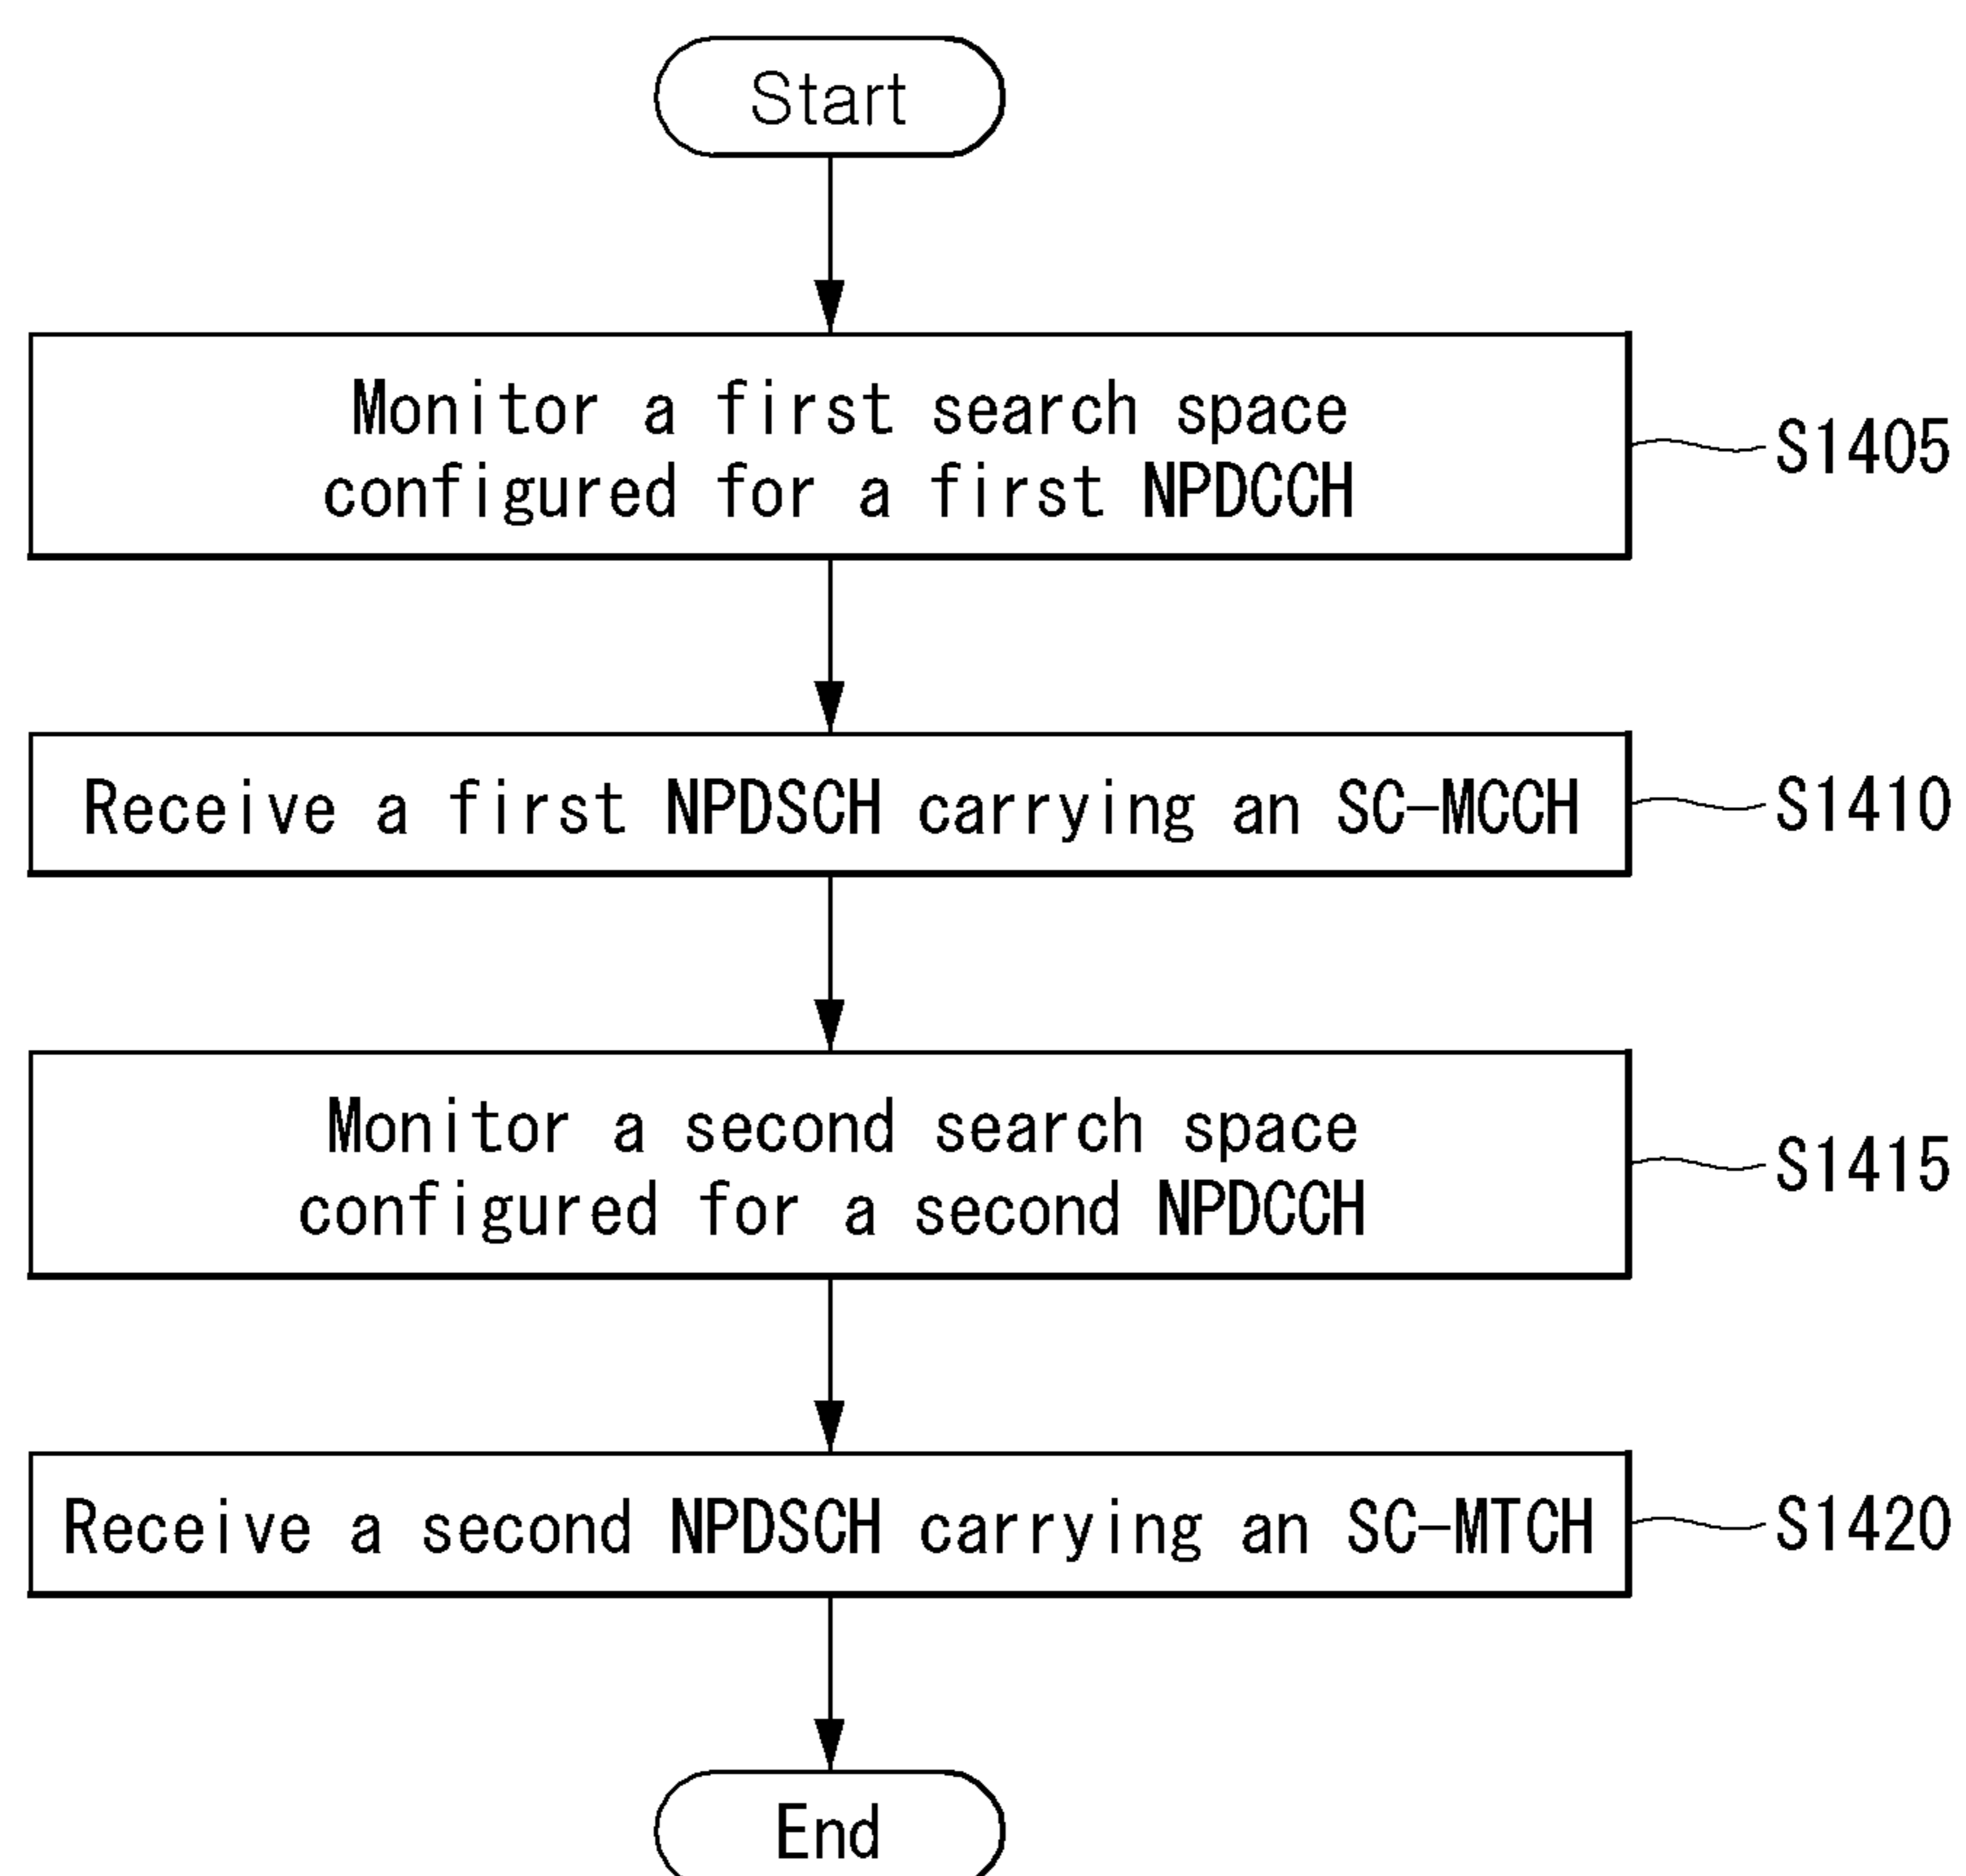 Start
Monitor a first search space
configured for a first NPDCCH
S1405
Receive a first NPDSCH carrying an SC-MCCH
S1410
Monitor a second search space
configured for a second NPDCCH
S1415
Receive a second NPDSCH carrying an SC-MTCH
S1420
End